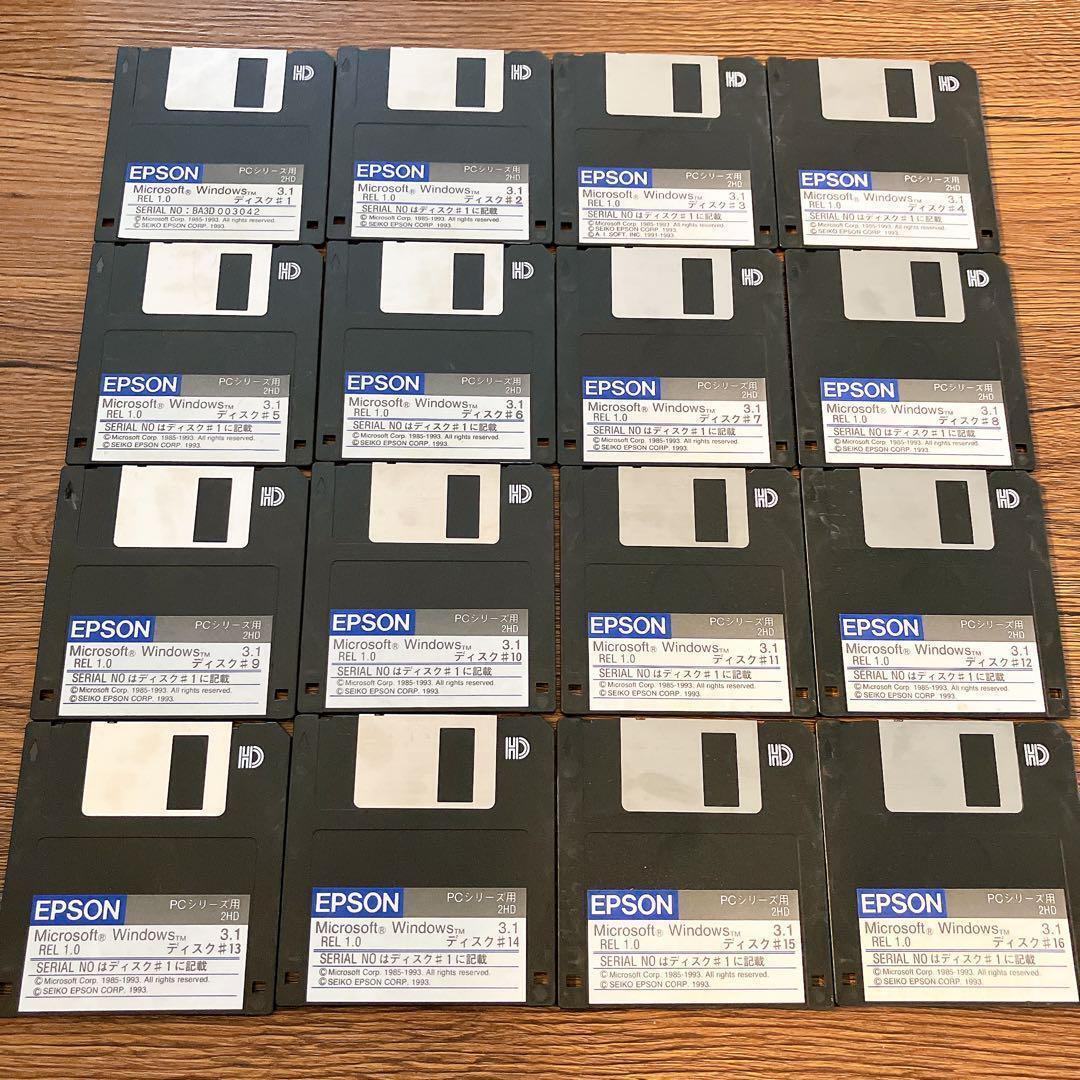 HD
EPSON PCシリーズ用
2HD
Microsoft® Windows™ 3.1
REL 1.0 ディスク#1
SERIAL NO : BA3D 003042
©Microsoft Corp. 1985-1993. All rights reserved.
©SEIKO EPSON CORP. 1993.
HD
EPSON PCシリーズ用
2HD
Microsoft® Windows™ 3.1
REL 1.0 ディスク#2
SERIAL NOはディスク#1に記載
©Microsoft Corp. 1985-1993. All rights reserved.
©SEIKO EPSON CORP. 1993.
HD
EPSON PCシリーズ用
2HD
Microsoft® Windows™ 3.1
REL 1.0 ディスク#3
SERIAL NOはディスク#1に記載
©Microsoft Corp. 1985-1993. All rights reserved.
©SEIKO EPSON CORP. 1993.
©A. I. SOFT, INC. 1991-1993.
HD
EPSON PCシリーズ用
2HD
Microsoft® Windows™ 3.1
REL 1.0 ディスク#4
SERIAL NOはディスク#1に記載
©Microsoft Corp. 1985-1993. All rights reserved.
©SEIKO EPSON CORP. 1993.
HD
EPSON PCシリーズ用
2HD
Microsoft® Windows™ 3.1
REL 1.0 ディスク#5
SERIAL NOはディスク#1に記載
©Microsoft Corp. 1985-1993. All rights reserved.
©SEIKO EPSON CORP. 1993.
HD
EPSON PCシリーズ用
2HD
Microsoft® Windows™ 3.1
REL 1.0 ディスク#6
SERIAL NOはディスク#1に記載
©Microsoft Corp. 1985-1993. All rights reserved.
©SEIKO EPSON CORP. 1993.
HD
EPSON PCシリーズ用
2HD
Microsoft® Windows™ 3.1
REL 1.0 ディスク#7
SERIAL NOはディスク#1に記載
©Microsoft Corp. 1985-1993. All rights reserved.
©SEIKO EPSON CORP. 1993.
HD
EPSON PCシリーズ用
2HD
Microsoft® Windows™ 3.1
REL 1.0 ディスク#8
SERIAL NOはディスク#1に記載
©Microsoft Corp. 1985-1993. All rights reserved.
©SEIKO EPSON CORP. 1993.
HD
EPSON PCシリーズ用
2HD
Microsoft® Windows™ 3.1
REL 1.0 ディスク#9
SERIAL NOはディスク#1に記載
©Microsoft Corp. 1985-1993. All rights reserved.
©SEIKO EPSON CORP. 1993.
HD
EPSON PCシリーズ用
2HD
Microsoft® Windows™ 3.1
REL 1.0 ディスク#10
SERIAL NOはディスク#1に記載
©Microsoft Corp. 1985-1993. All rights reserved.
©SEIKO EPSON CORP. 1993.
HD
EPSON PCシリーズ用
2HD
Microsoft® Windows™ 3.1
REL 1.0 ディスク#11
SERIAL NOはディスク#1に記載
©Microsoft Corp. 1985-1993. All rights reserved.
©SEIKO EPSON CORP. 1993.
HD
EPSON PCシリーズ用
2HD
Microsoft® Windows™ 3.1
REL 1.0 ディスク#12
SERIAL NOはディスク#1に記載
©Microsoft Corp. 1985-1993. All rights reserved.
©SEIKO EPSON CORP. 1993.
HD
EPSON PCシリーズ用
2HD
Microsoft® Windows™ 3.1
REL 1.0 ディスク#13
SERIAL NOはディスク#1に記載
©Microsoft Corp. 1985-1993. All rights reserved.
©SEIKO EPSON CORP. 1993.
HD
EPSON PCシリーズ用
2HD
Microsoft® Windows™ 3.1
REL 1.0 ディスク#14
SERIAL NOはディスク#1に記載
©Microsoft Corp. 1985-1993. All rights reserved.
©SEIKO EPSON CORP. 1993.
HD
EPSON PCシリーズ用
2HD
Microsoft® Windows™ 3.1
REL 1.0 ディスク#15
SERIAL NOはディスク#1に記載
©Microsoft Corp. 1985-1993. All rights reserved.
©SEIKO EPSON CORP. 1993.
HD
EPSON PCシリーズ用
2HD
Microsoft® Windows™ 3.1
REL 1.0 ディスク#16
SERIAL NOはディスク#1に記載
©Microsoft Corp. 1985-1993. All rights reserved.
©SEIKO EPSON CORP. 1993.